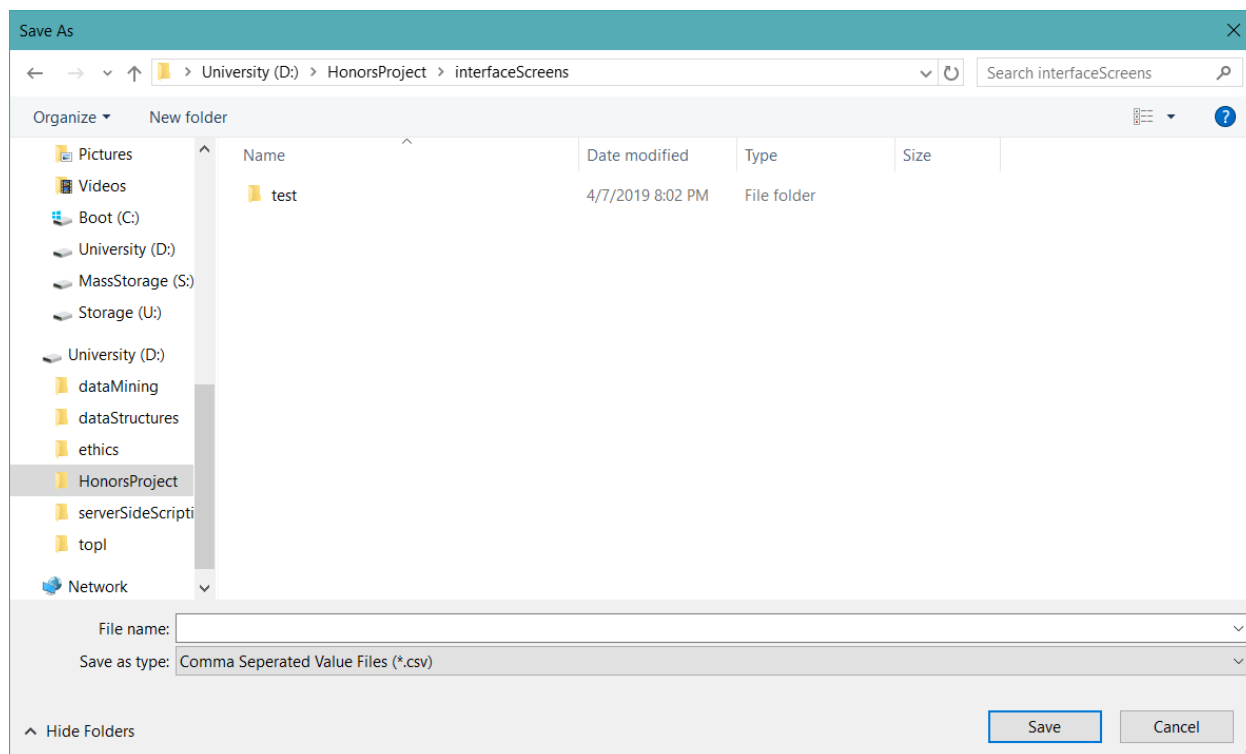 Save As
University (D:) > HonorsProject > interfaceScreens
Search interfaceScreens
Organize New folder
Name Date modified Type Size
test 4/7/2019 8:02 PM File folder
Pictures
Videos
Boot (C:)
University (D:)
MassStorage (S:)
Storage (U:)
University (D:)
dataMining
dataStructures
ethics
HonorsProject
serverSideScripti
topl
Network
File name:
Save as type: Comma Seperated Value Files (*.csv)
Hide Folders
Save Cancel